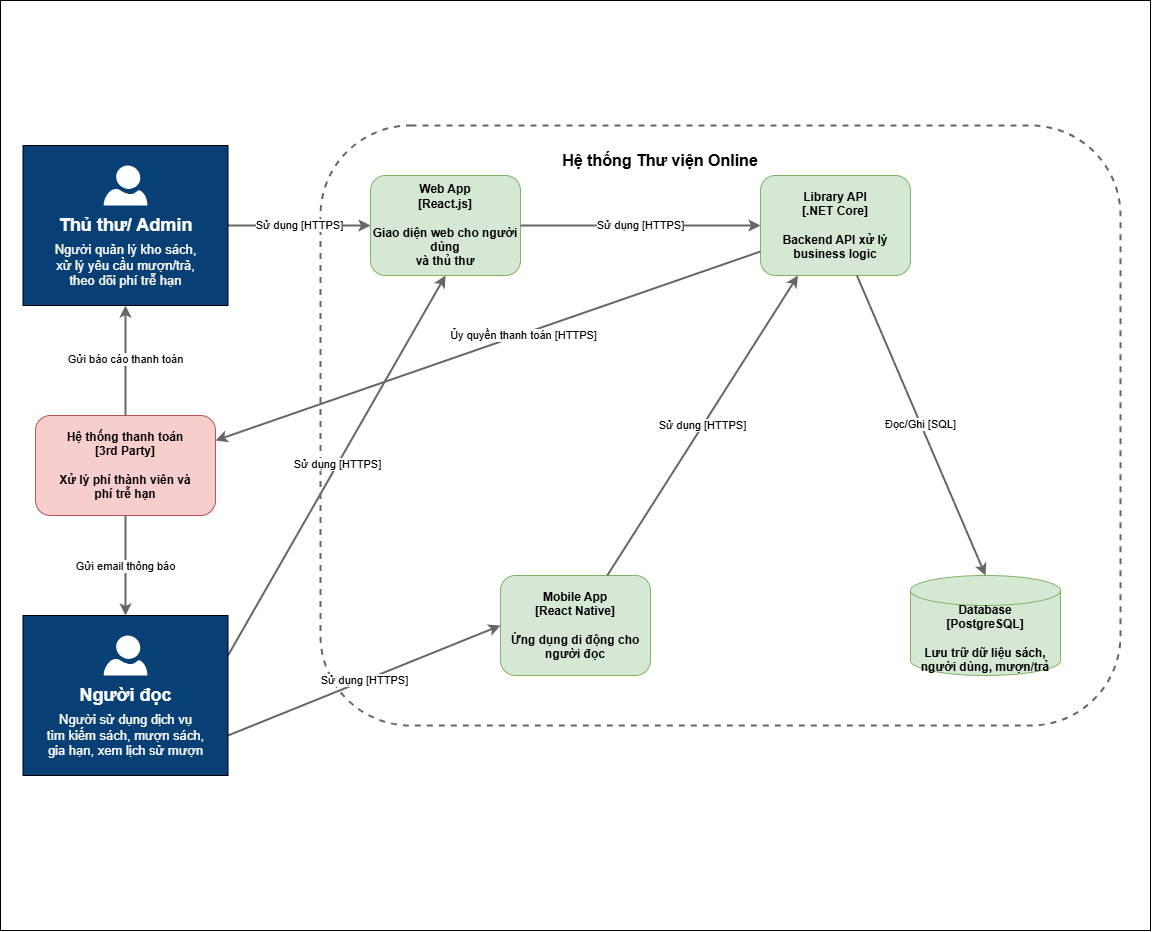 Hệ thống Thư viện Online
Thủ thư/ Admin
Người quản lý kho sách,
xử lý yêu cầu mượn/trả,
theo dõi phí trễ hạn
Sử dụng [HTTPS]
Web App
[React.js]
Giao diện web cho người
dùng
và thủ thư
Sử dụng [HTTPS]
Library API
[.NET Core]
Backend API xử lý
business logic
Ủy quyền thanh toán [HTTPS]
Gửi báo cáo thanh toán
Hệ thống thanh toán
[3rd Party]
Xử lý phí thành viên và
phí trễ hạn
Sử dụng [HTTPS]
Sử dụng [HTTPS]
Đọc/Ghi [SQL]
Gửi email thông báo
Người đọc
Người sử dụng dịch vụ
tìm kiếm sách, mượn sách,
gia hạn, xem lịch sử mượn
Sử dụng [HTTPS]
Mobile App
[React Native]
Ứng dụng di động cho
người đọc
Database
[PostgreSQL]
Lưu trữ dữ liệu sách,
người dùng, mượn/trả